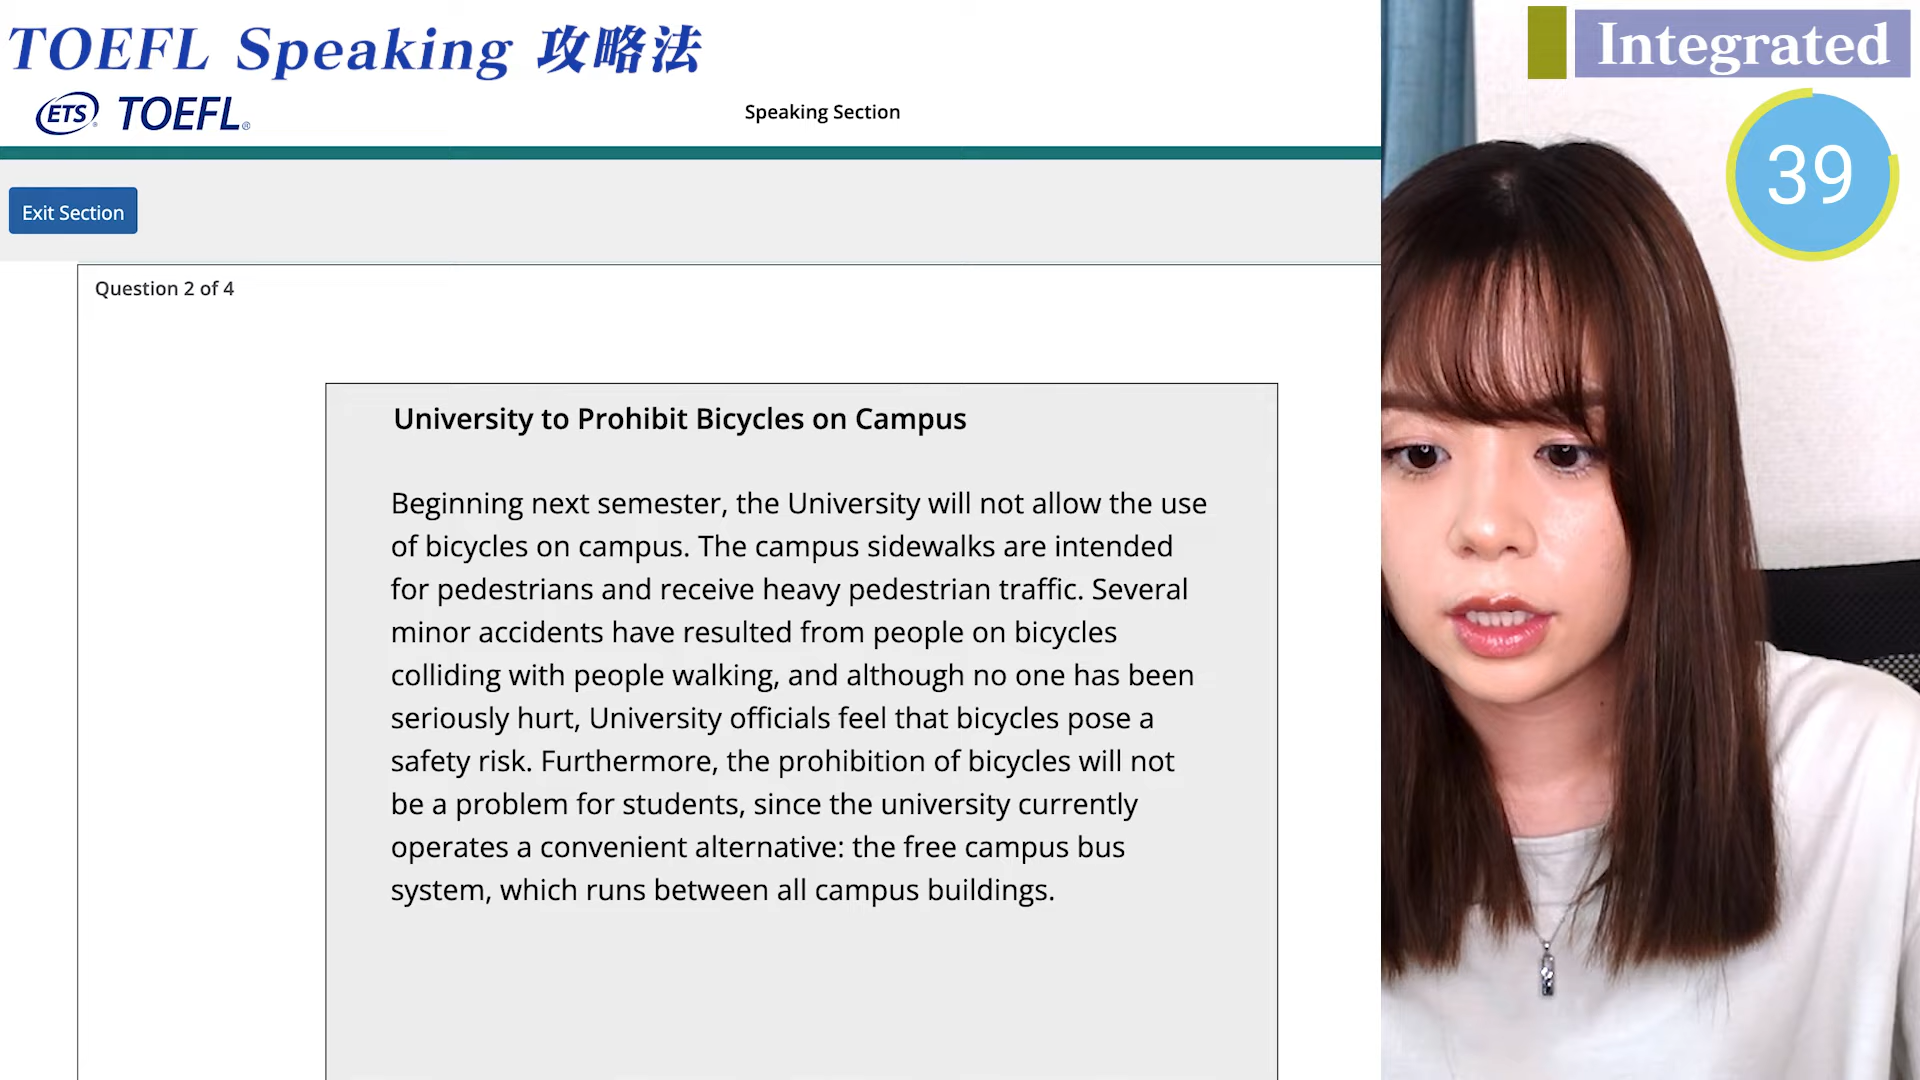 TOEFL Speaking 攻略法
Integrated
ETS® TOEFL®
Speaking Section
39
Exit Section
Question 2 of 4
University to Prohibit Bicycles on Campus
Beginning next semester, the University will not allow the use
of bicycles on campus. The campus sidewalks are intended
for pedestrians and receive heavy pedestrian traffic. Several
minor accidents have resulted from people on bicycles
colliding with people walking, and although no one has been
seriously hurt, University officials feel that bicycles pose a
safety risk. Furthermore, the prohibition of bicycles will not
be a problem for students, since the university currently
operates a convenient alternative: the free campus bus
system, which runs between all campus buildings.